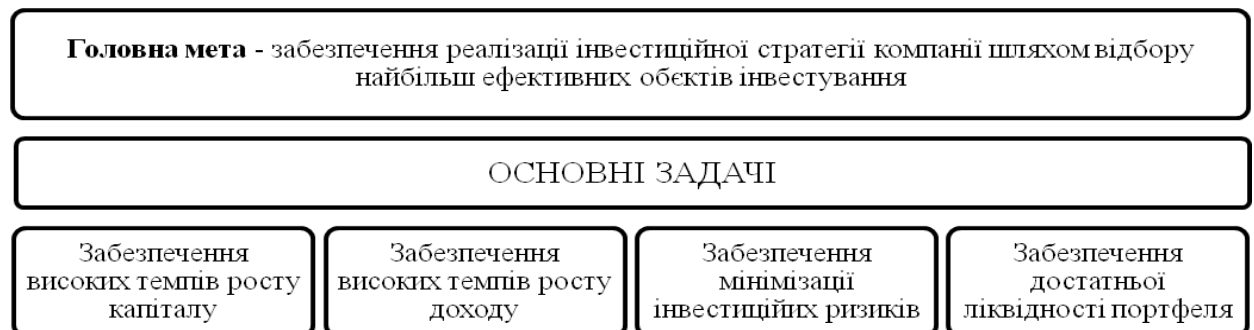 Головна мета - забезпечення реалізації інвестиційної стратегії компанії шляхом відбору
найбільш ефективних обєктів інвестування
ОСНОВНІ ЗАДАЧІ
Забезпечення
високих темпів росту
капіталу
Забезпечення
високих темпів росту
доходу
Забезпечення
мінімізації
інвестиційих ризиків
Забезпечення
достатньої
ліквідності портфеля